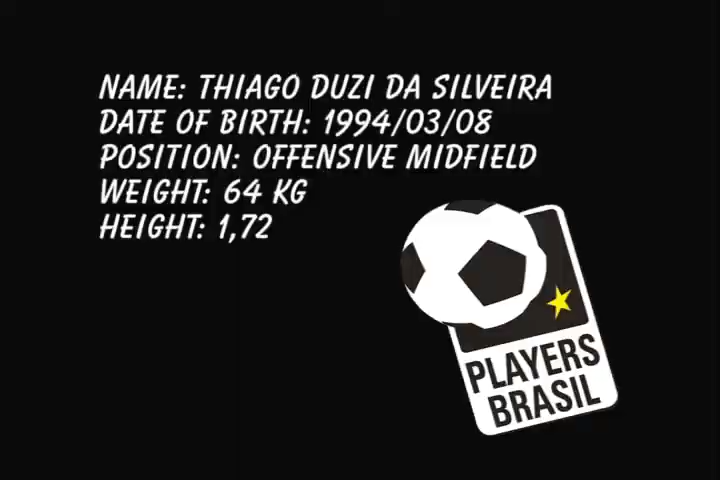 NAME: THIAGO DUZI DA SILVEIRA
DATE OF BIRTH: 1994/03/08
POSITION: OFFENSIVE MIDFIELD
WEIGHT: 64 KG
HEIGHT: 1,72
PLAYERS
BRASIL